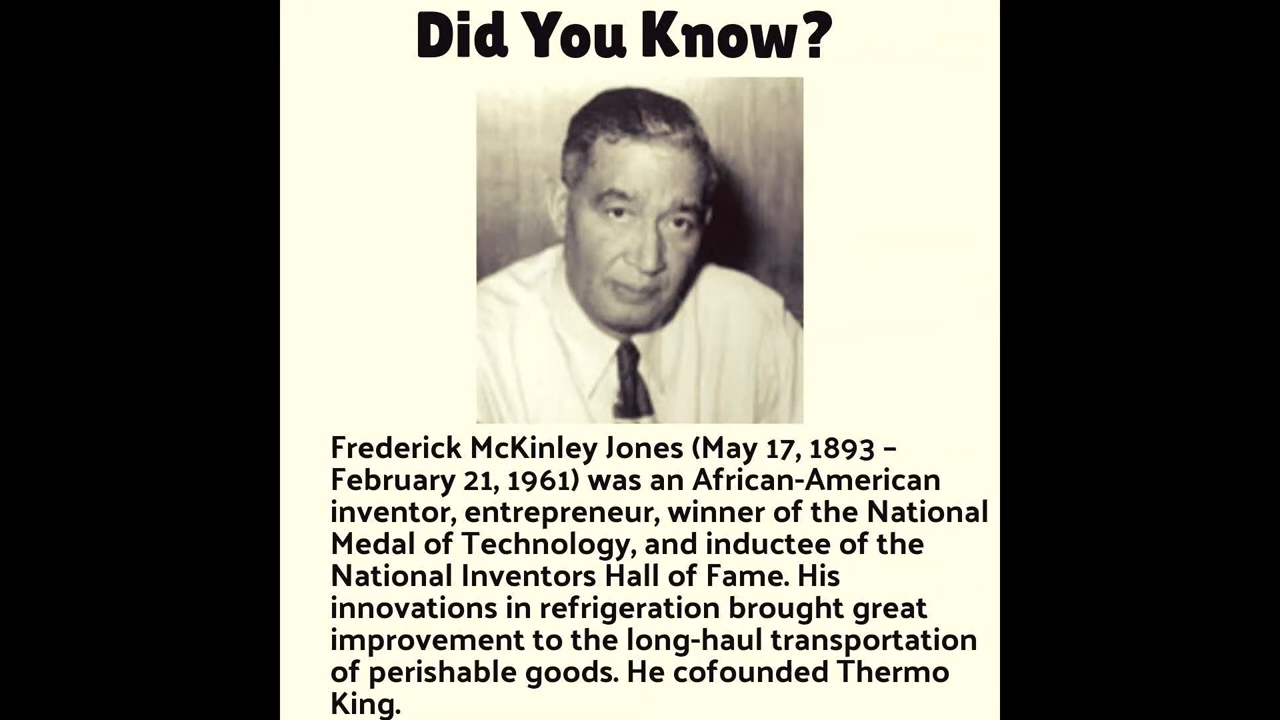 Did You Know?
Frederick McKinley Jones (May 17, 1893 –
February 21, 1961) was an African-American
inventor, entrepreneur, winner of the National
Medal of Technology, and inductee of the
National Inventors Hall of Fame. His
innovations in refrigeration brought great
improvement to the long-haul transportation
of perishable goods. He cofounded Thermo
King.